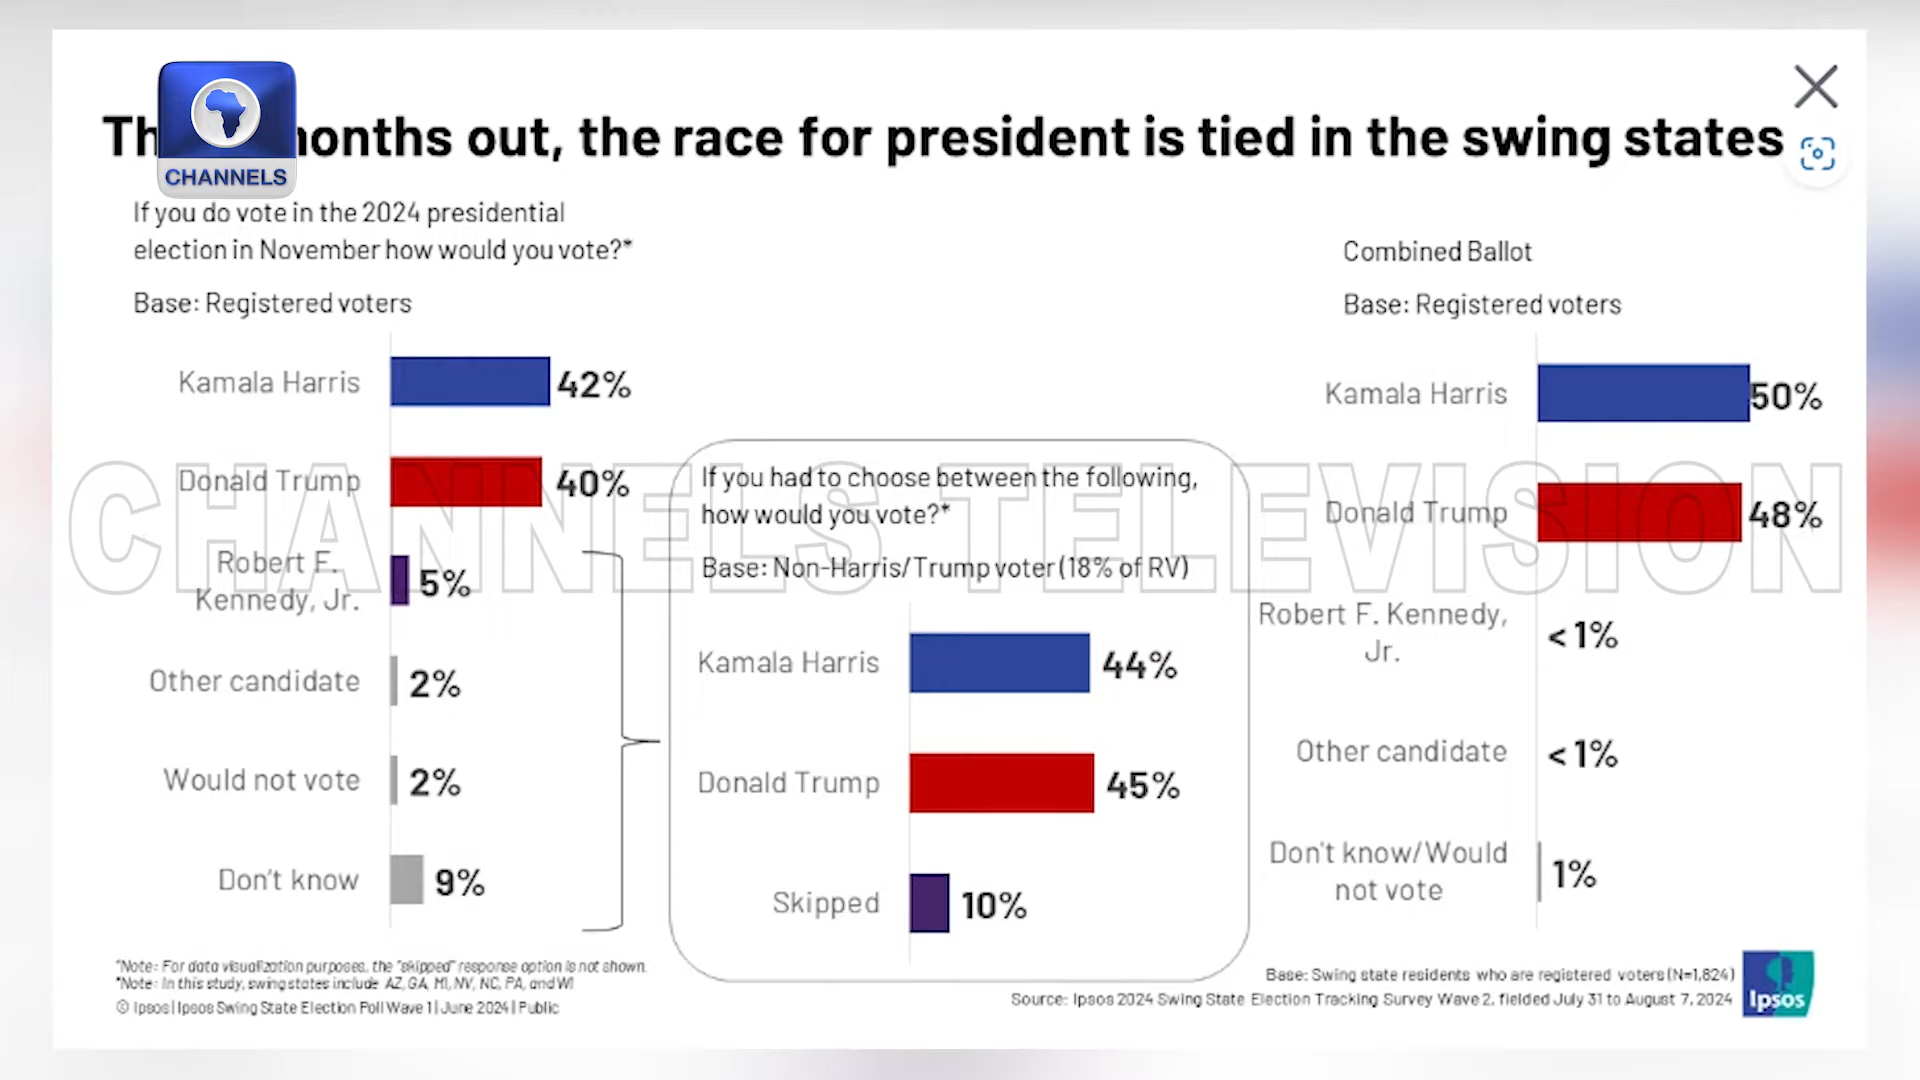 CHANNELS
months out, the race for president is tied in the swing states
If you do vote in the 2024 presidential
election in November how would you vote?*
Base: Registered voters
Kamala Harris 42%
Donald Trump 40%
Robert F.
Kennedy, Jr. 5%
Other candidate 2%
Would not vote 2%
Don't know 9%
If you had to choose between the following,
how would you vote?*
Base: Non-Harris/Trump voter (18% of RV)
Kamala Harris 44%
Donald Trump 45%
Skipped 10%
Combined Ballot
Base: Registered voters
Kamala Harris 50%
Donald Trump 48%
Robert F. Kennedy,
Jr. <1%
Other candidate <1%
Don't know/Would
not vote 1%
CHANNELS TELEVISION
*Note: For data visualization purposes, the "skipped" response option is not shown.
*Note: In this study, swing states include AZ, GA, MI, NV, NC, PA, and WI
© Ipsos | Ipsos Swing State Election Poll Wave 1 | June 2024 | Public
Base: Swing state residents who are registered voters (N=1,824)
Source: Ipsos 2024 Swing State Election Tracking Survey Wave 2, fielded July 31 to August 7, 2024
Ipsos